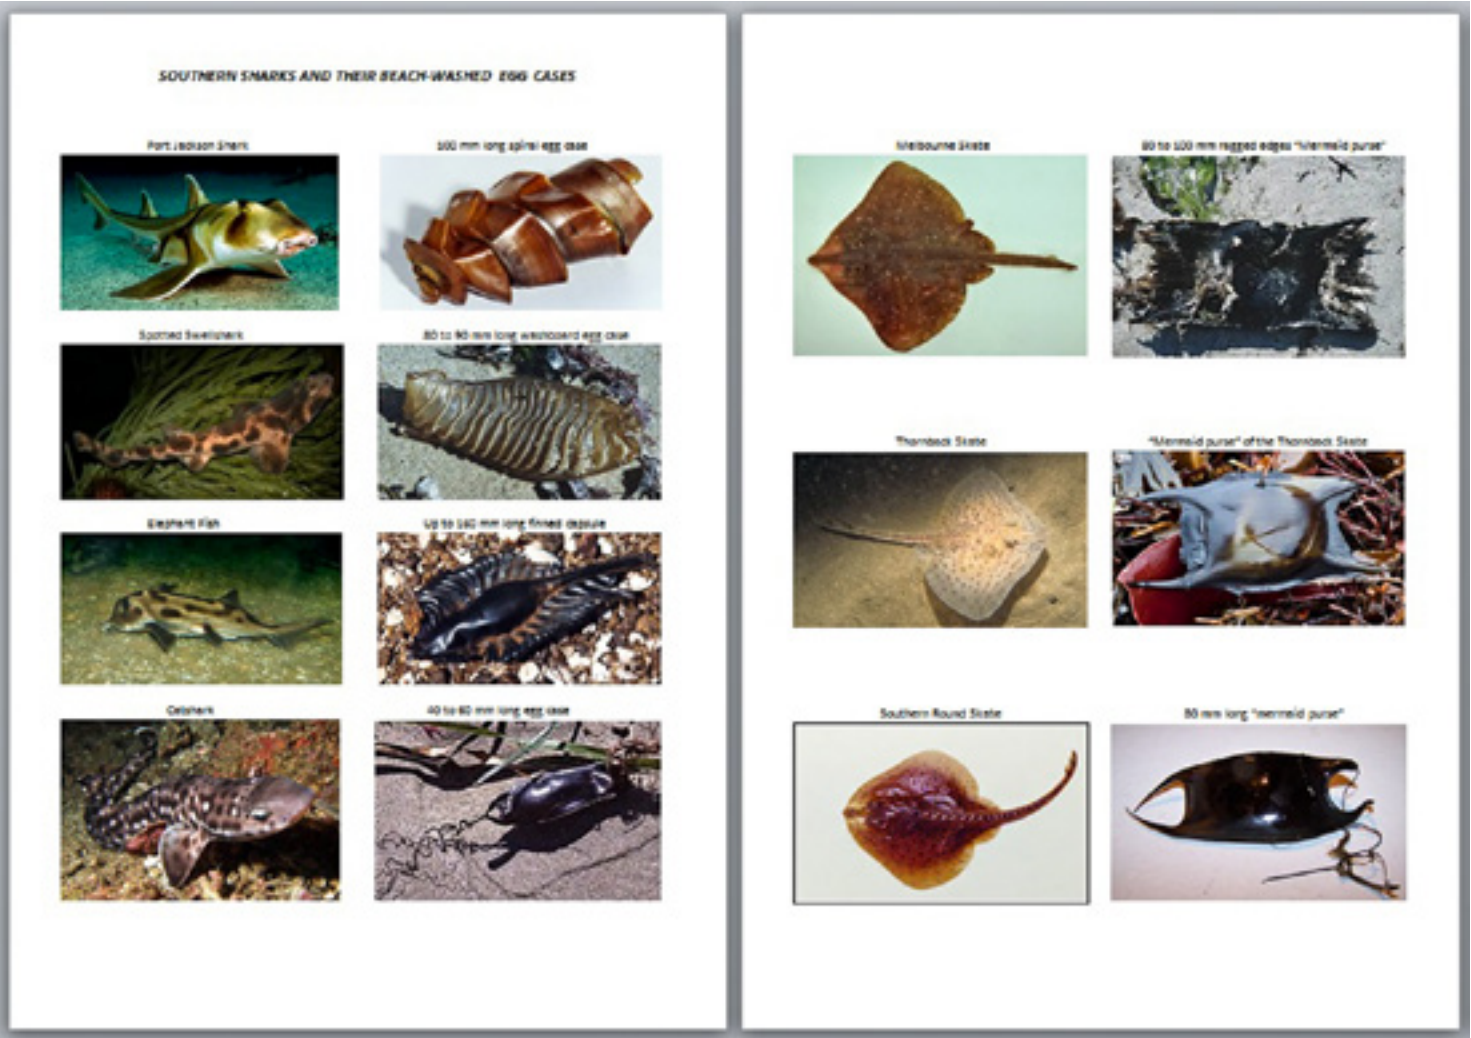 SOUTHERN SHARKS AND THEIR BEACH-WASHED EGG CASES
Port Jackson Shark
100 mm long spiral egg case
Spotted Swellshark
80 to 90 mm long washboard egg case
Elephant Fish
Up to 160 mm long finned capsule
Catshark
40 to 60 mm long egg case
Melbourne Skate
80 to 100 mm ragged edges "Mermaid purse"
Thornback Skate
"Mermaid purse" of the Thornback Skate
Southern Round Skate
80 mm long "mermaid purse"